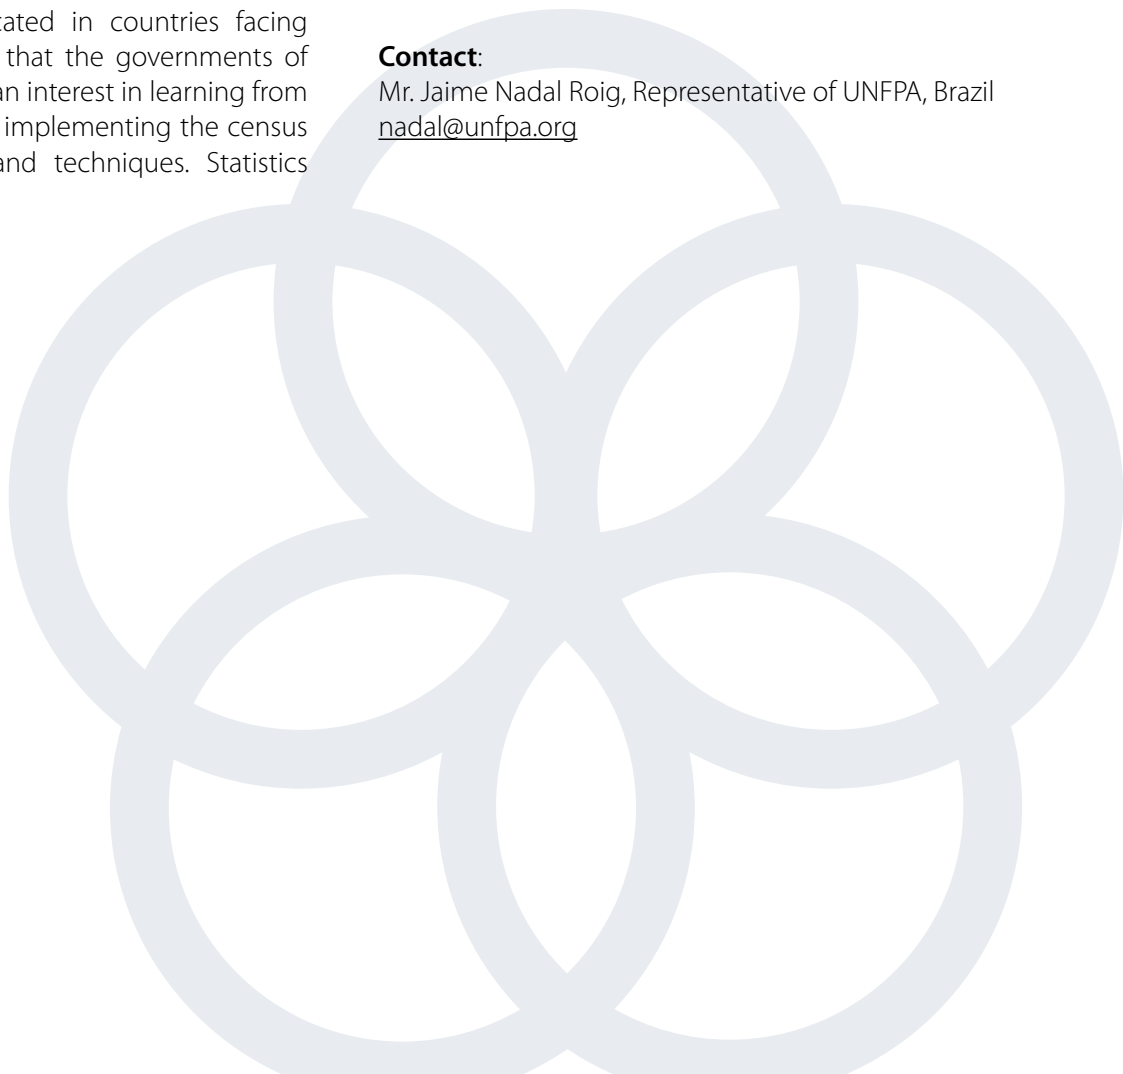 cated in countries facing
that the governments of
an interest in learning from
implementing the census
and techniques. Statistics
Contact:
Mr. Jaime Nadal Roig, Representative of UNFPA, Brazil
nadal@unfpa.org